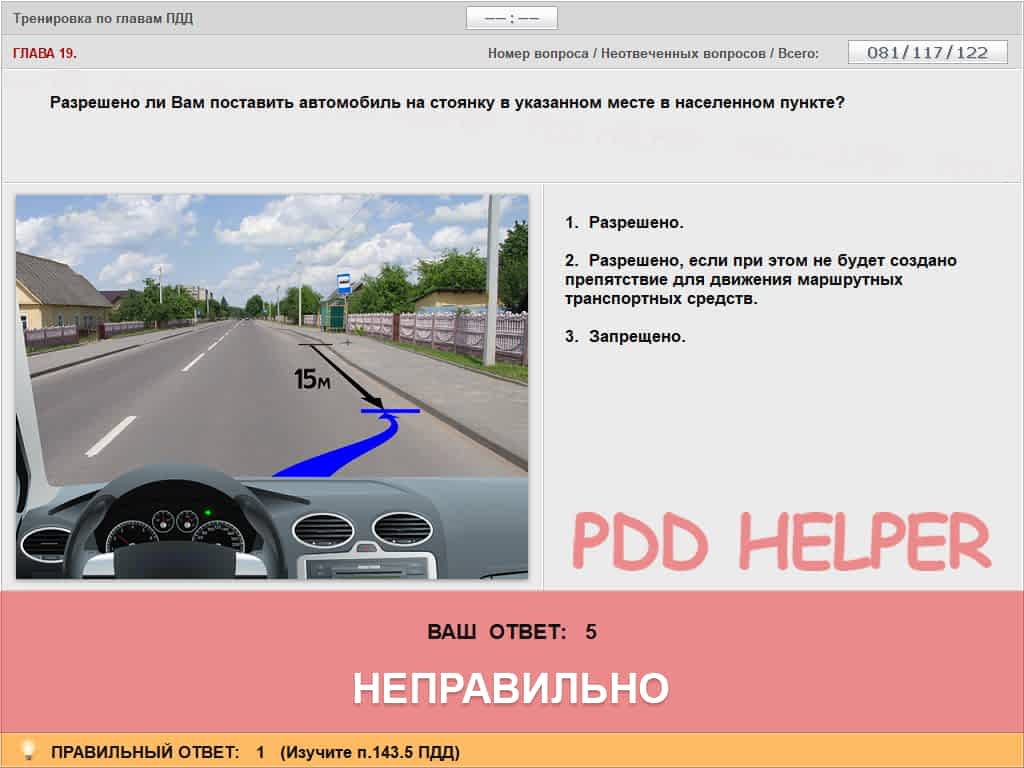 Тренировка по главам ПДД
—— : ——
ГЛАВА 19.
Номер вопроса / Неотвеченных вопросов / Всего:
081/117/122
Разрешено ли Вам поставить автомобиль на стоянку в указанном месте в населенном пункте?
15м
1. Разрешено.
2. Разрешено, если при этом не будет создано
препятствие для движения маршрутных
транспортных средств.
3. Запрещено.
PDD HELPER
ВАШ ОТВЕТ: 5
НЕПРАВИЛЬНО
ПРАВИЛЬНЫЙ ОТВЕТ: 1 (Изучите п.143.5 ПДД)